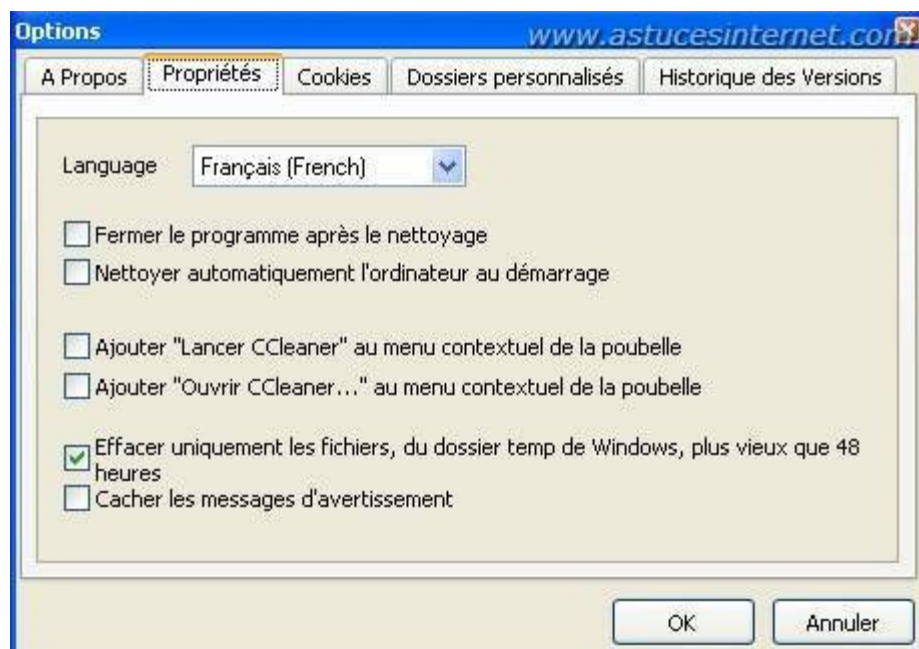 Options
www.astucesinternet.com
A Propos
Propriétés
Cookies
Dossiers personnalisés
Historique des Versions
Language
Français (French)
Fermer le programme après le nettoyage
Nettoyer automatiquement l'ordinateur au démarrage
Ajouter "Lancer CCleaner" au menu contextuel de la poubelle
Ajouter "Ouvrir CCleaner..." au menu contextuel de la poubelle
Effacer uniquement les fichiers, du dossier temp de Windows, plus vieux que 48
heures
Cacher les messages d'avertissement
OK
Annuler